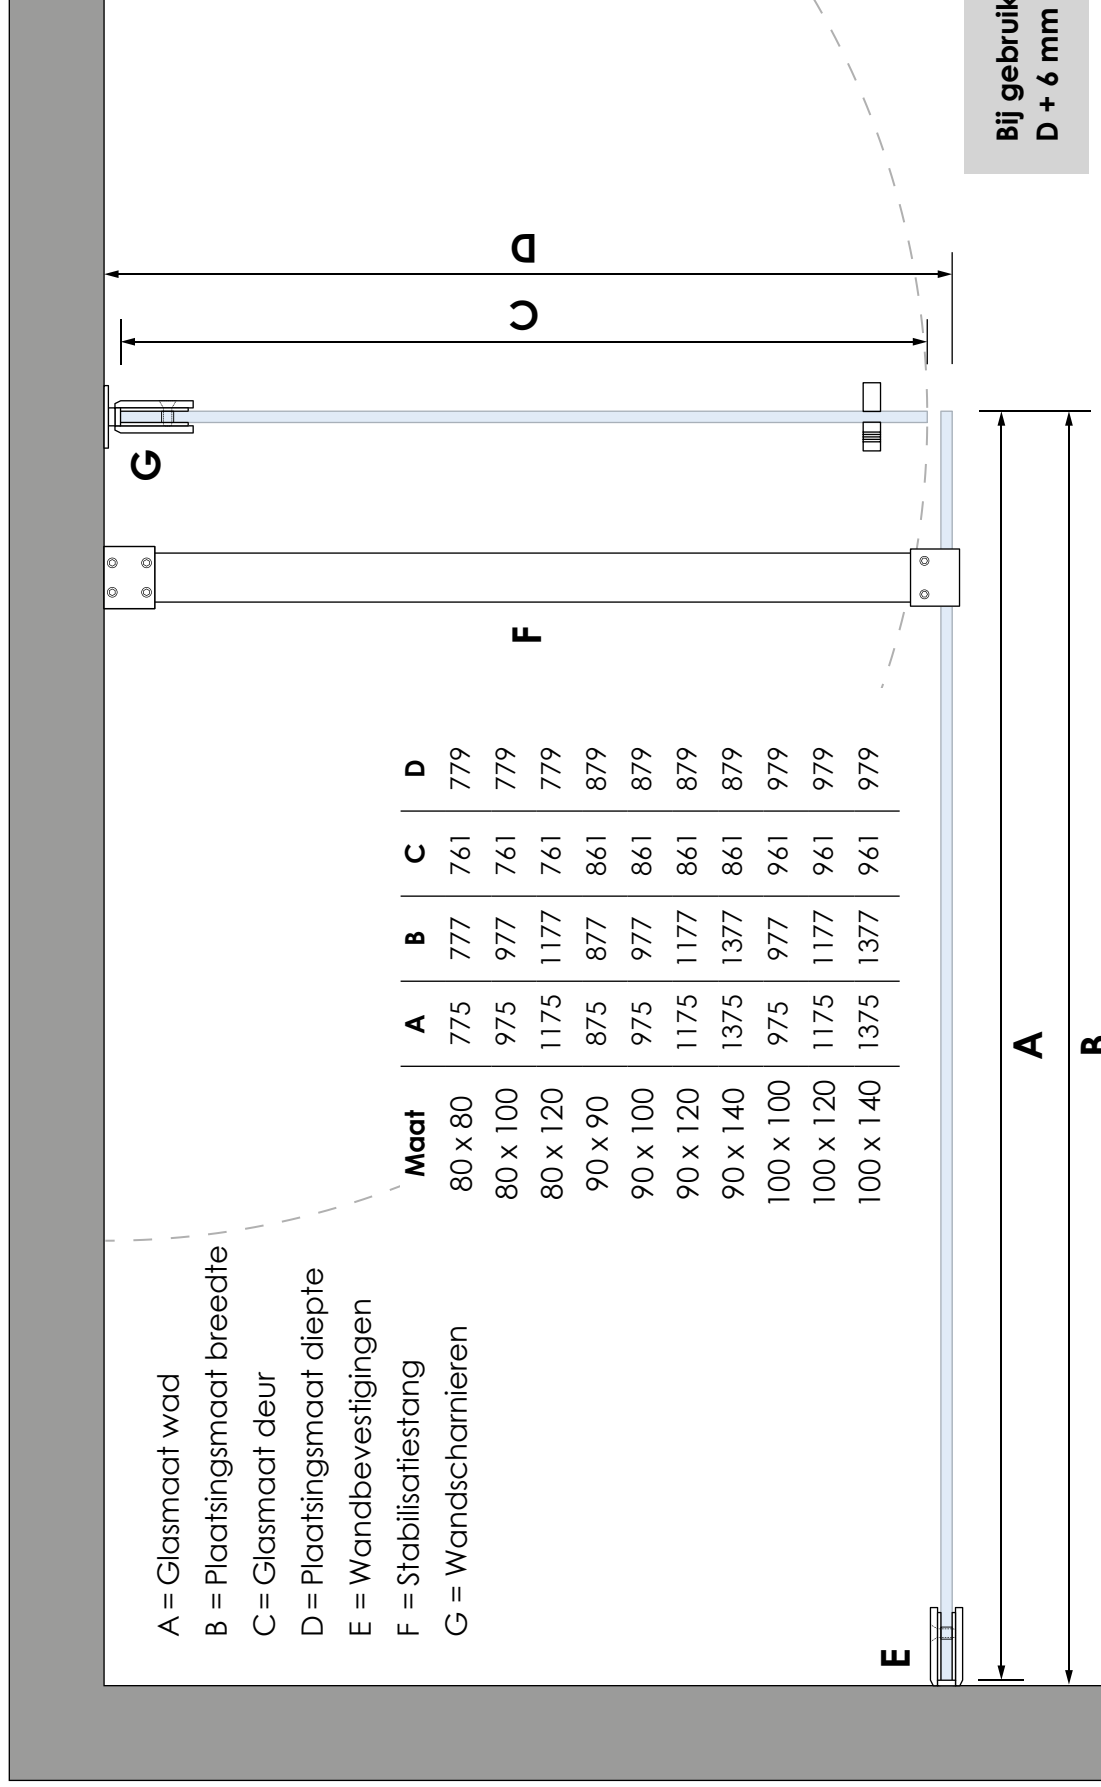 A = Glasmaat wad
B = Plaatsingsmaat breedte
C = Glasmaat deur
D = Plaatsingsmaat diepte
E = Wandbevestigingen
F = Stabilisatiestang
G = Wandscharnieren
Maat A B C D
80 x 80 775 777 761 779
80 x 100 975 977 761 779
80 x 120 1175 1177 761 779
90 x 90 875 877 861 879
90 x 100 975 977 861 879
90 x 120 1175 1177 861 879
90 x 140 1375 1377 861 879
100 x 100 975 977 961 979
100 x 120 1175 1177 961 979
100 x 140 1375 1377 961 979
G
F
C
D
E
A
B
Bij gebruik
D + 6 mm